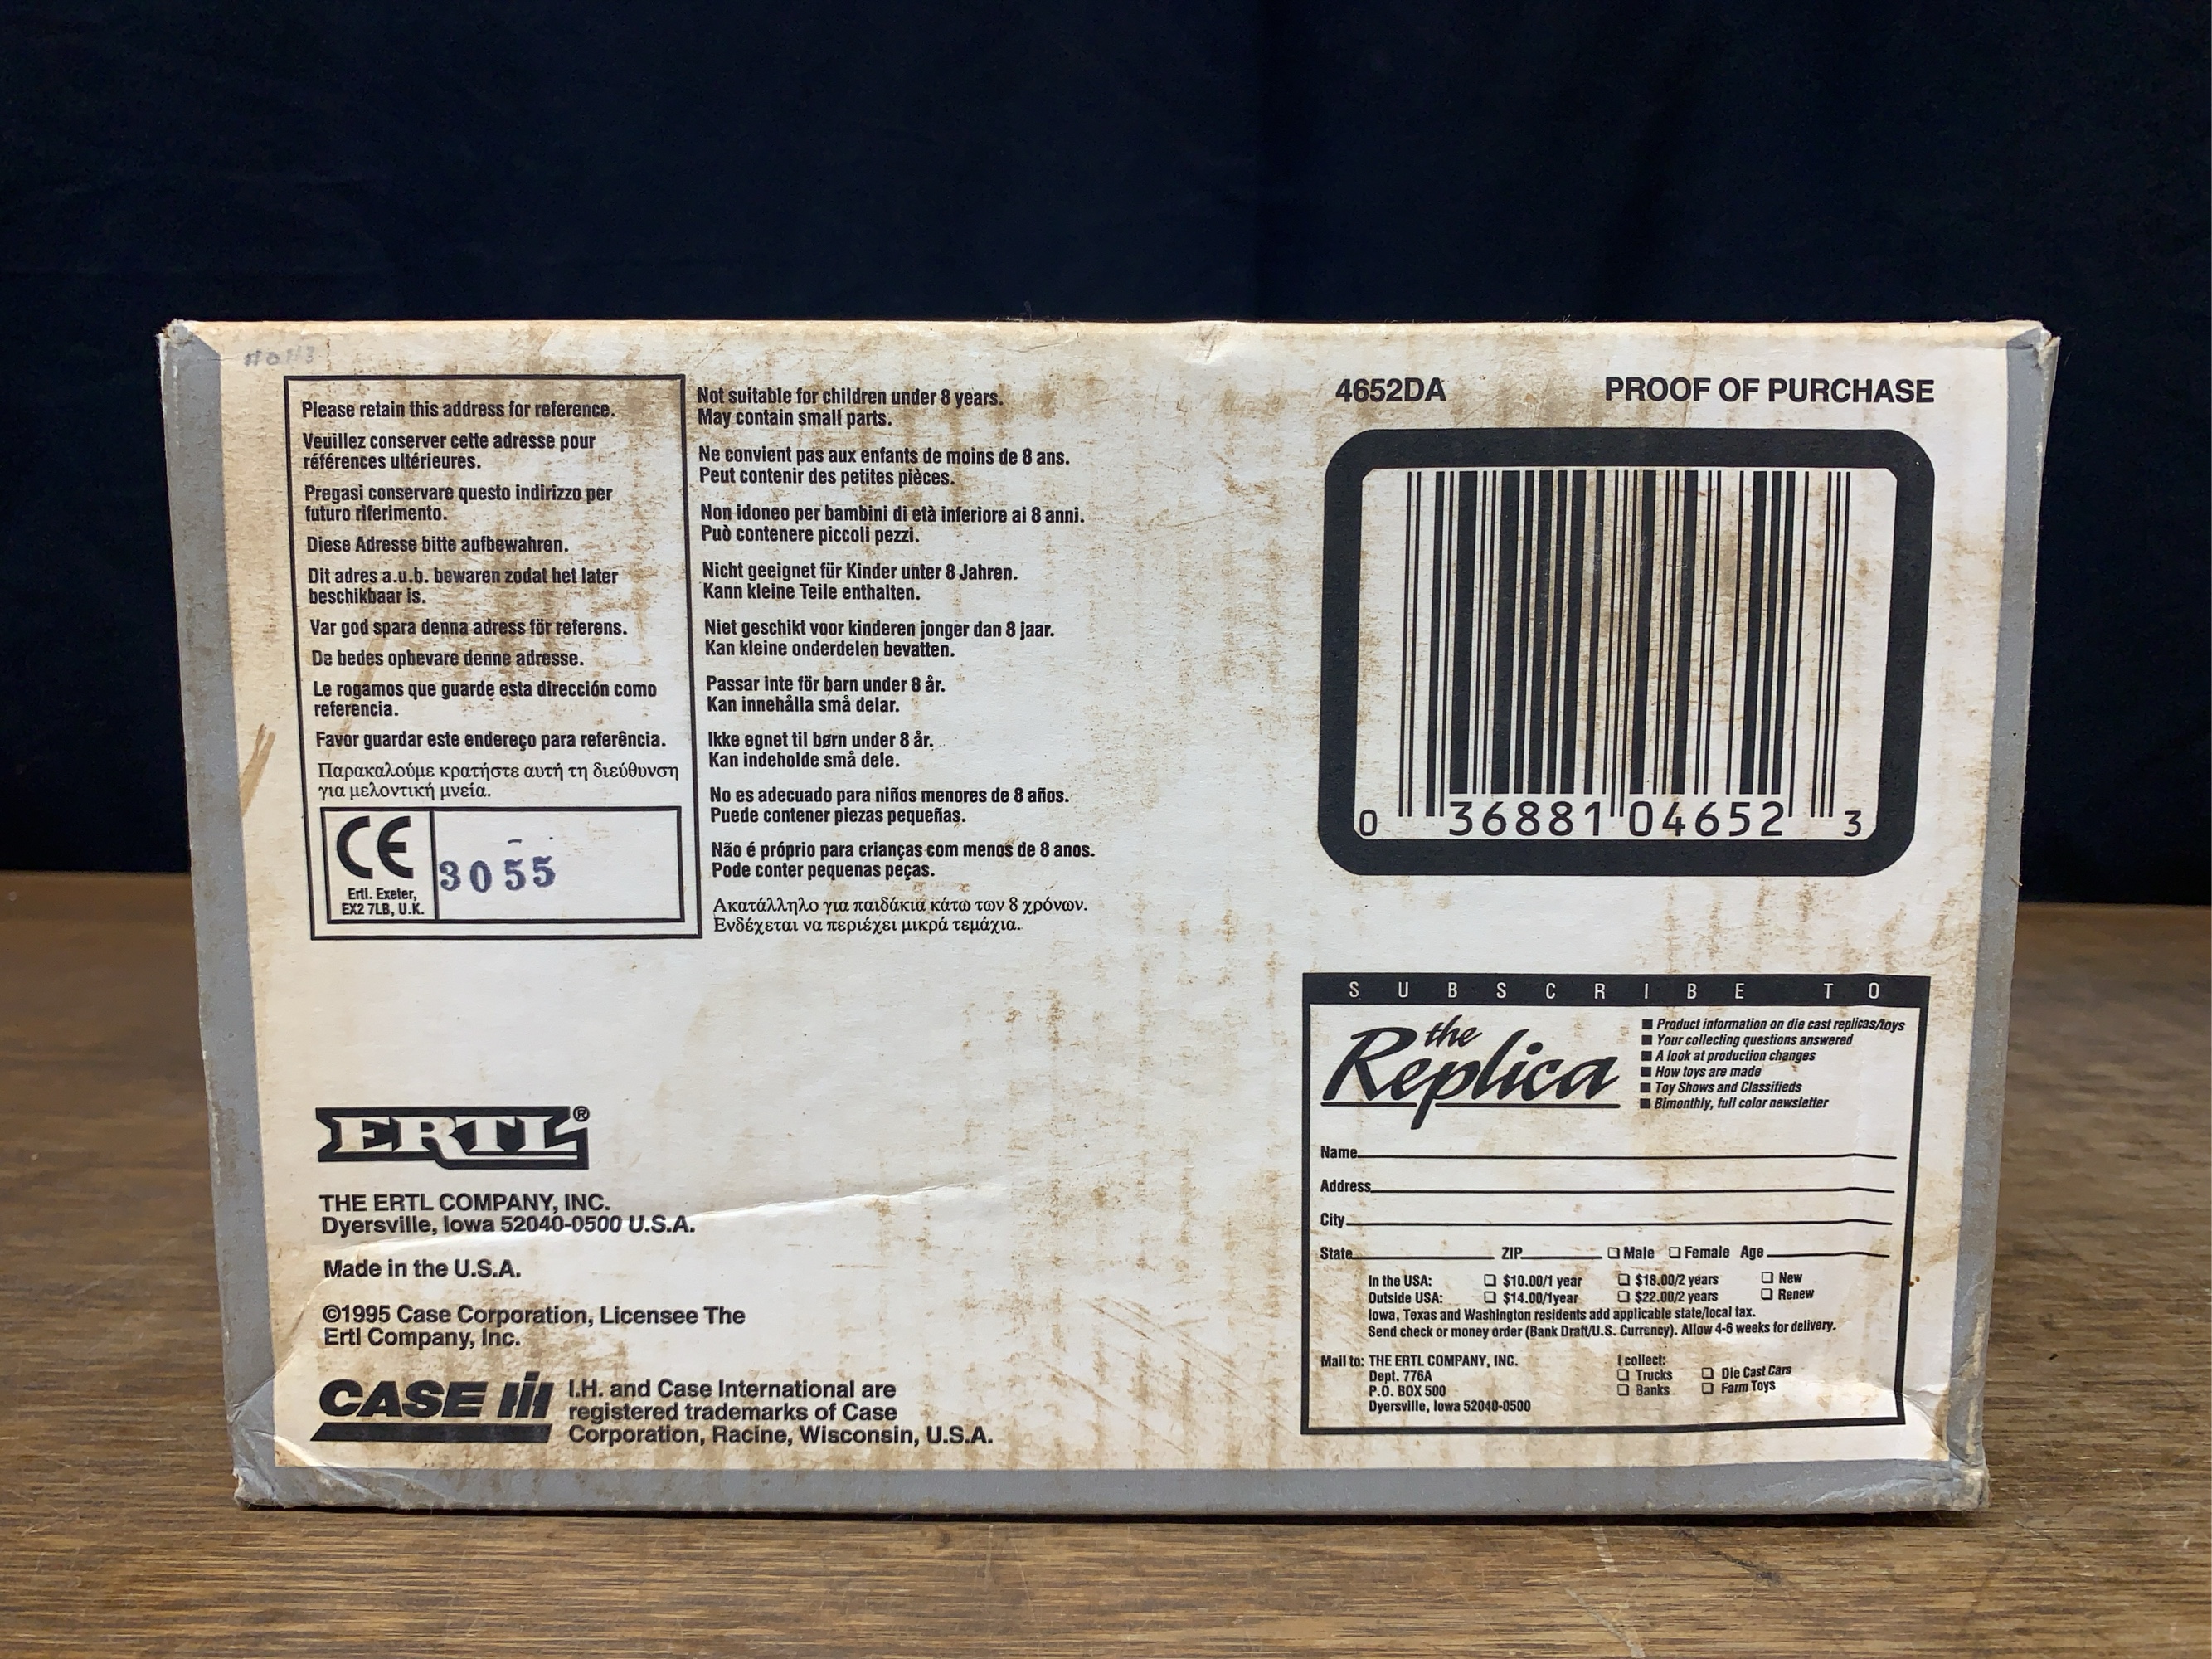 Please retain this address for reference.
Veuillez conserver cette adresse pour
références ultérieures.
Pregasi conservare questo indirizzo per
futuro riferimento.
Diese Adresse bitte aufbewahren.
Dit adres a.u.b. bewaren zodat het later
beschikbaar is.
Var god spara denna adress för referens.
De bedes opbevare denne adresse.
Le rogamos que guarde esta dirección como
referencia.
Favor guardar este endereço para referência.
Παρακαλούμε κρατήστε αυτή τη διεύθυνση
για μελοντική μνεία.
CE
Ertl. Exeter,
EX2 7LB, U.K.
3055
Not suitable for children under 8 years.
May contain small parts.
Ne convient pas aux enfants de moins de 8 ans.
Peut contenir des petites pièces.
Non idoneo per bambini di età inferiore ai 8 anni.
Può contenere piccoli pezzi.
Nicht geeignet für Kinder unter 8 Jahren.
Kann kleine Teile enthalten.
Niet geschikt voor kinderen jonger dan 8 jaar.
Kan kleine onderdelen bevatten.
Passar inte för barn under 8 år.
Kan innehålla små delar.
Ikke egnet til børn under 8 år.
Kan indeholde små dele.
No es adecuado para niños menores de 8 años.
Puede contener piezas pequeñas.
Não é próprio para crianças com menos de 8 anos.
Pode conter pequenas peças.
Ακατάλληλο για παιδάκια κάτω των 8 χρόνων.
Ενδέχεται να περιέχει μικρά τεμάχια.
4652DA PROOF OF PURCHASE
0 36881 04652 3
ERTL®
THE ERTL COMPANY, INC.
Dyersville, Iowa 52040-0500 U.S.A.
Made in the U.S.A.
©1995 Case Corporation, Licensee The
Ertl Company, Inc.
CASE IH
I.H. and Case International are
registered trademarks of Case
Corporation, Racine, Wisconsin, U.S.A.
SUBSCRIBE TO
the
Replica
Product information on die cast replicas/toys
Your collecting questions answered
A look at production changes
How toys are made
Toy Shows and Classifieds
Bimonthly, full color newsletter
Name
Address
City
State ZIP Male Female Age
In the USA: $10.00/1 year $18.00/2 years New
Outside USA: $14.00/1year $22.00/2 years Renew
Iowa, Texas and Washington residents add applicable state/local tax.
Send check or money order (Bank Draft/U.S. Currency). Allow 4-6 weeks for delivery.
Mail to: THE ERTL COMPANY, INC.
Dept. 776A
P.O. BOX 500
Dyersville, Iowa 52040-0500
I collect:
Trucks Die Cast Cars
Banks Farm Toys